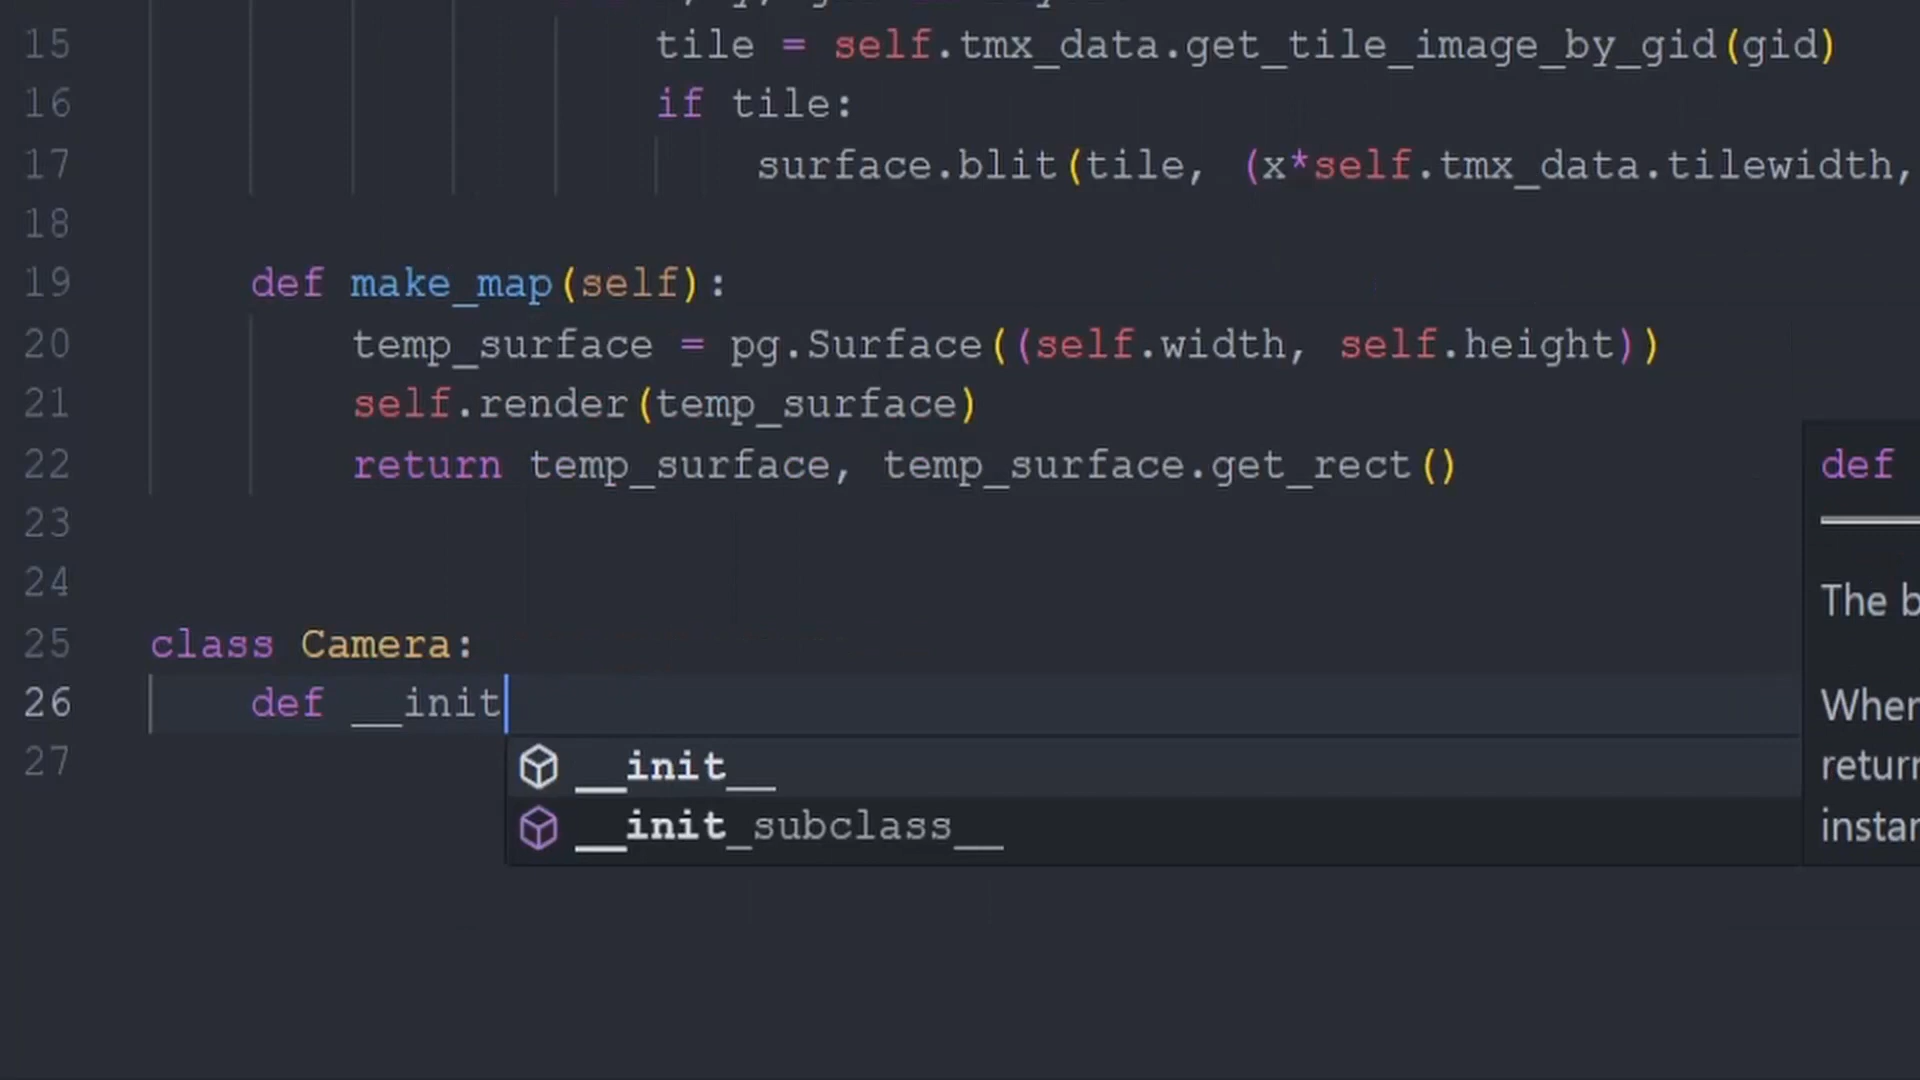 15 tile = self.tmx_data.get_tile_image_by_gid(gid)
16 if tile:
17 surface.blit(tile, (x*self.tmx_data.tilewidth,
18
19 def make_map(self):
20 temp_surface = pg.Surface((self.width, self.height))
21 self.render(temp_surface)
22 return temp_surface, temp_surface.get_rect()
23
24
25 class Camera:
26 def __init
27
__init__
__init_subclass__
def
The b
retur
instar